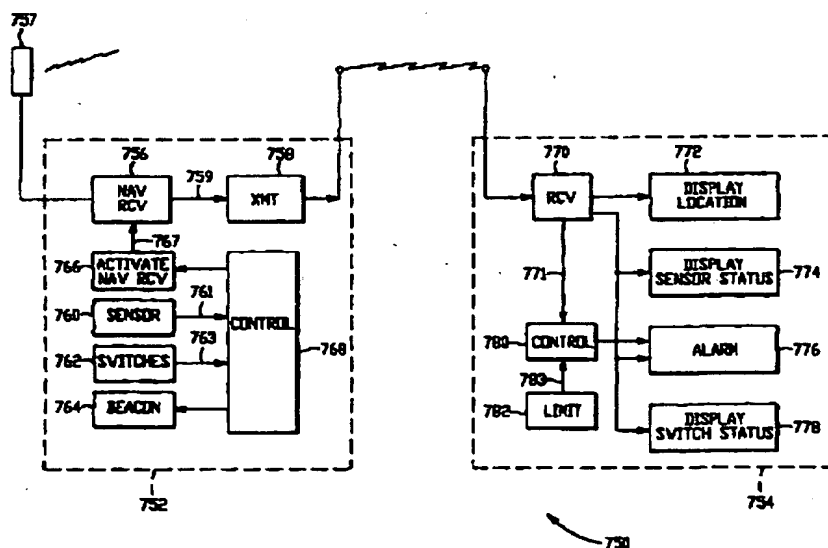 757
756
NAV
RCV
759
758
XMT
767
766
ACTIVATE
NAV RCV
760
SENSOR
761
CONTROL
768
762
SWITCHES
763
764
BEACON
752
770
RCV
772
DISPLAY
LOCATION
771
DISPLAY
SENSOR STATUS
774
780
CONTROL
ALARM
776
783
782
LIMIT
DISPLAY
SWITCH STATUS
778
754
750